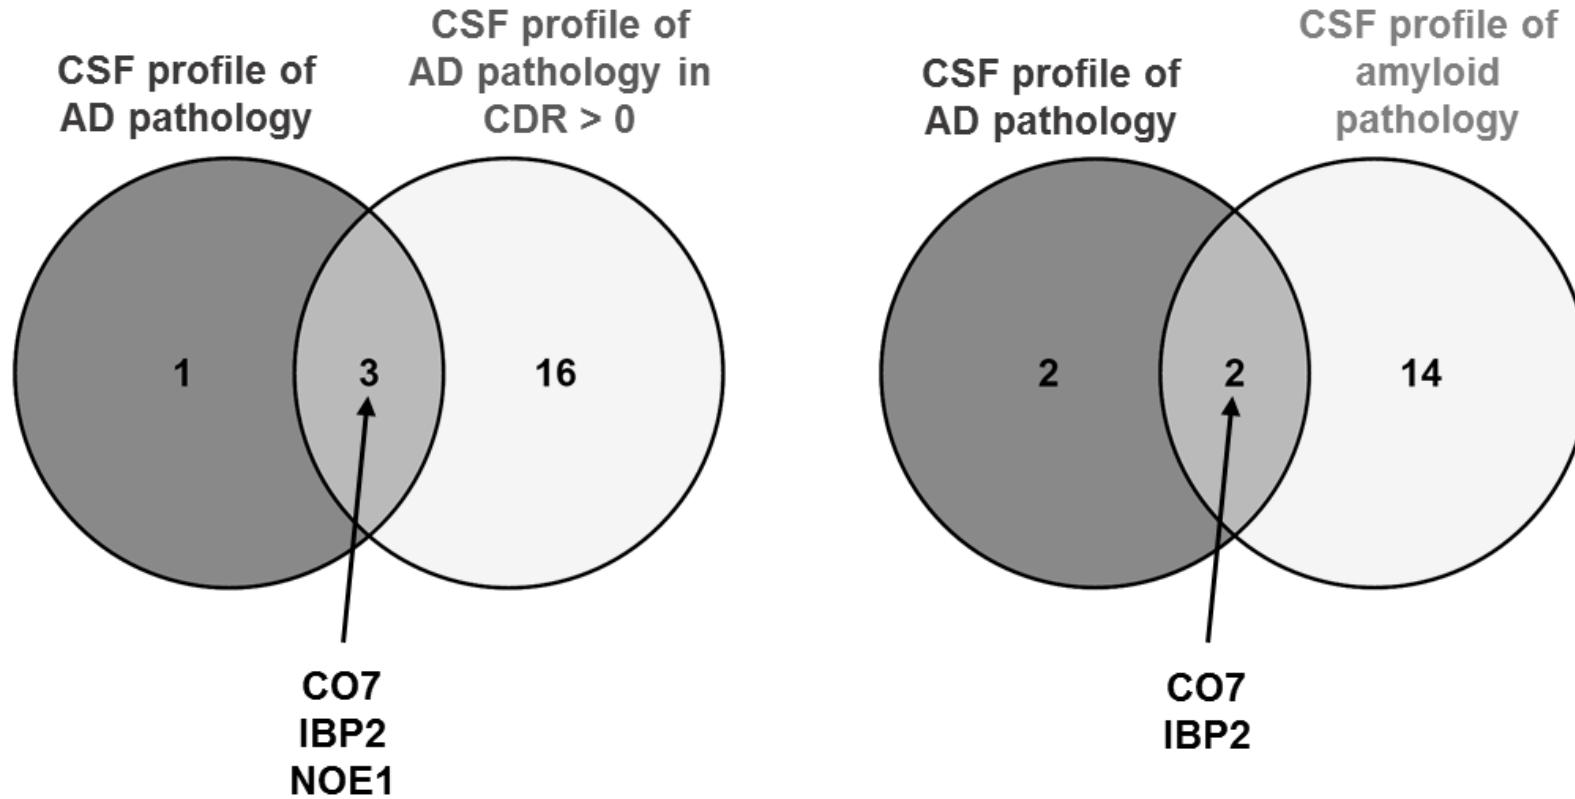 CSF profile of
AD pathology
CSF profile of
AD pathology in
CDR > 0
1
3
16
CO7
IBP2
NOE1
CSF profile of
AD pathology
CSF profile of
amyloid
pathology
2
2
14
CO7
IBP2